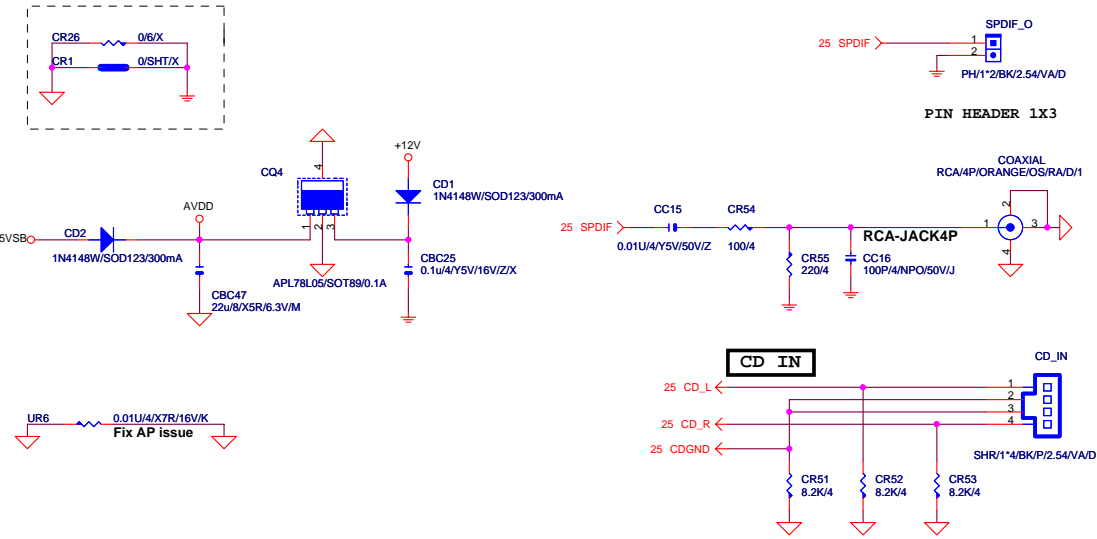 CR26 0/6/X
CR1 0/SHT/X
SPDIF_O
25 SPDIF
1
2
PH/1*2/BK/2.54/VA/D
PIN HEADER 1X3
+12V
CQ4
4
CD1
1N4148W/SOD123/300mA
COAXIAL
RCA/4P/ORANGE/OS/RA/D/1
AVDD
5VSB
CD2
1N4148W/SOD123/300mA
1 2 3
APL78L05/SOT89/0.1A
CBC25
0.1u/4/Y5V/16V/Z/X
CBC47
22u/8/X5R/6.3V/M
25 SPDIF
CC15
0.01U/4/Y5V/50V/Z
CR54
100/4
RCA-JACK4P
1
2
3
4
CR55
220/4
CC16
100P/4/NPO/50V/J
CD IN
CD_IN
25 CD_L
25 CD_R
25 CDGND
1
2
3
4
SHR/1*4/BK/P/2.54/VA/D
CR51
8.2K/4
CR52
8.2K/4
CR53
8.2K/4
UR6 0.01U/4/X7R/16V/K
Fix AP issue